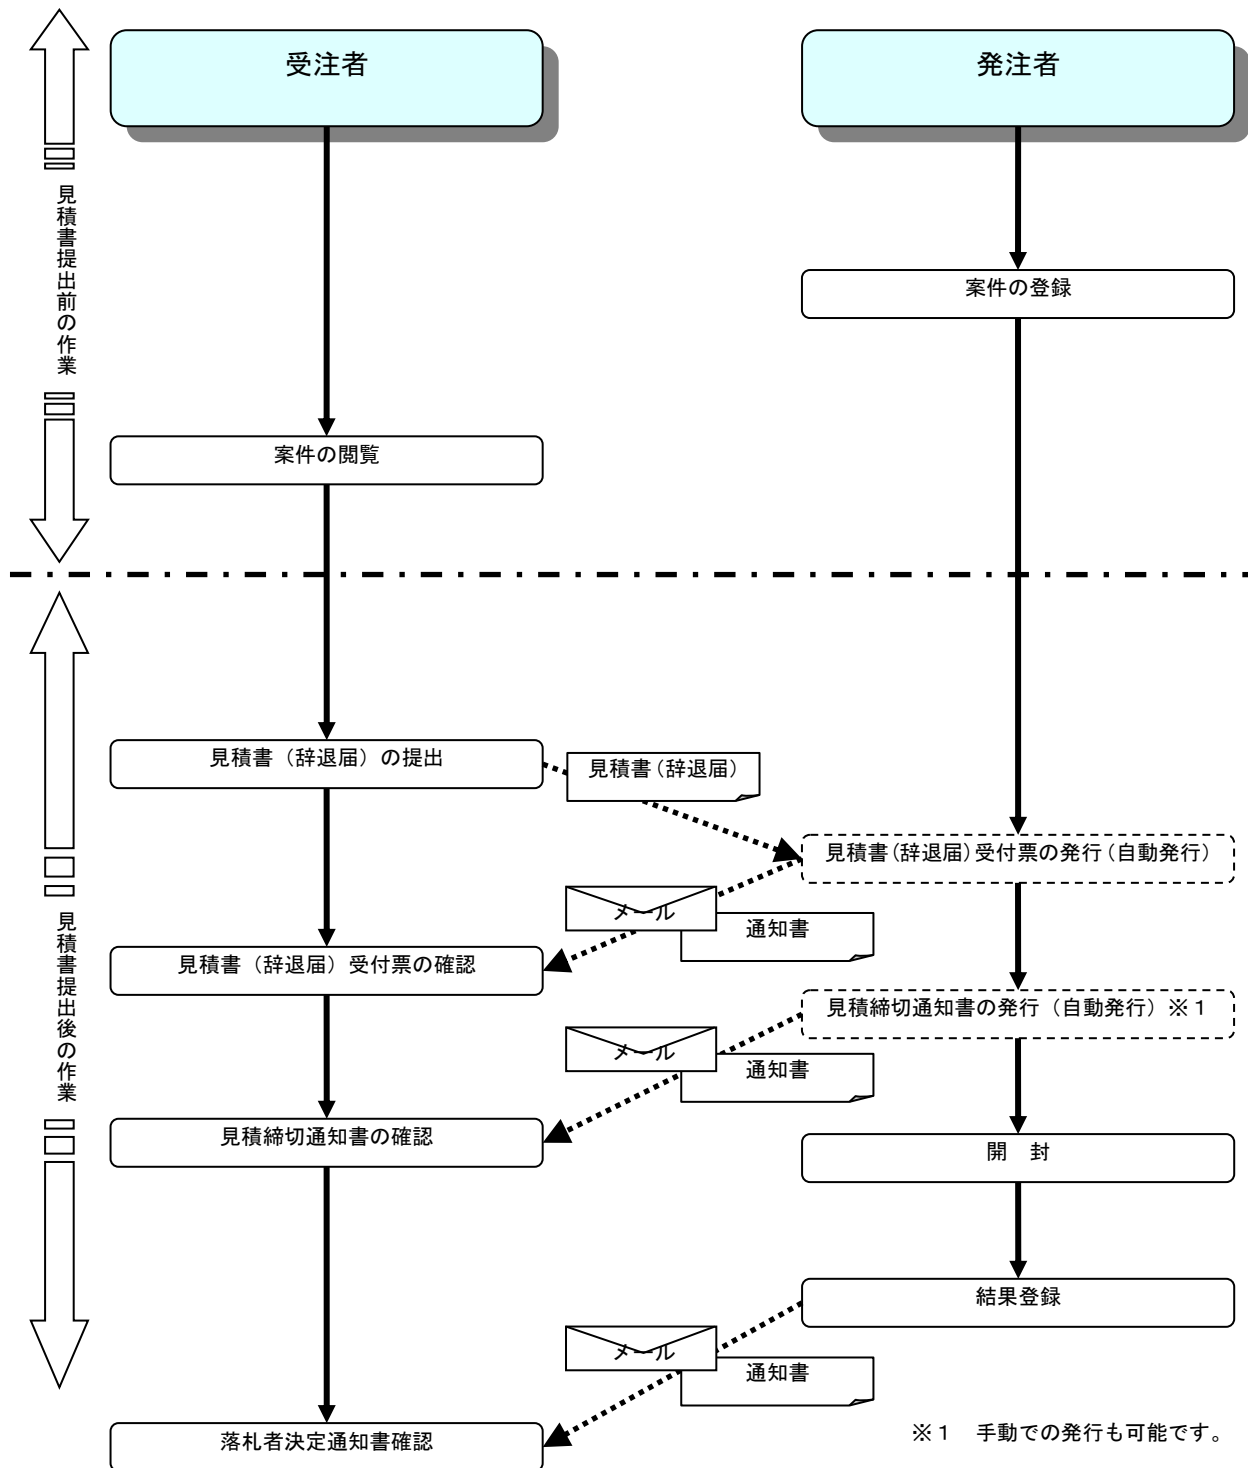 受注者
発注者
見積書提出前の作業
案件の登録
案件の閲覧
見積書提出後の作業
見積書（辞退届）の提出
見積書(辞退届)
見積書(辞退届)受付票の発行(自動発行)
メール
通知書
見積書（辞退届）受付票の確認
見積締切通知書の発行（自動発行）※１
メール
通知書
見積締切通知書の確認
開　封
結果登録
メール
通知書
落札者決定通知書確認
※１　手動での発行も可能です。